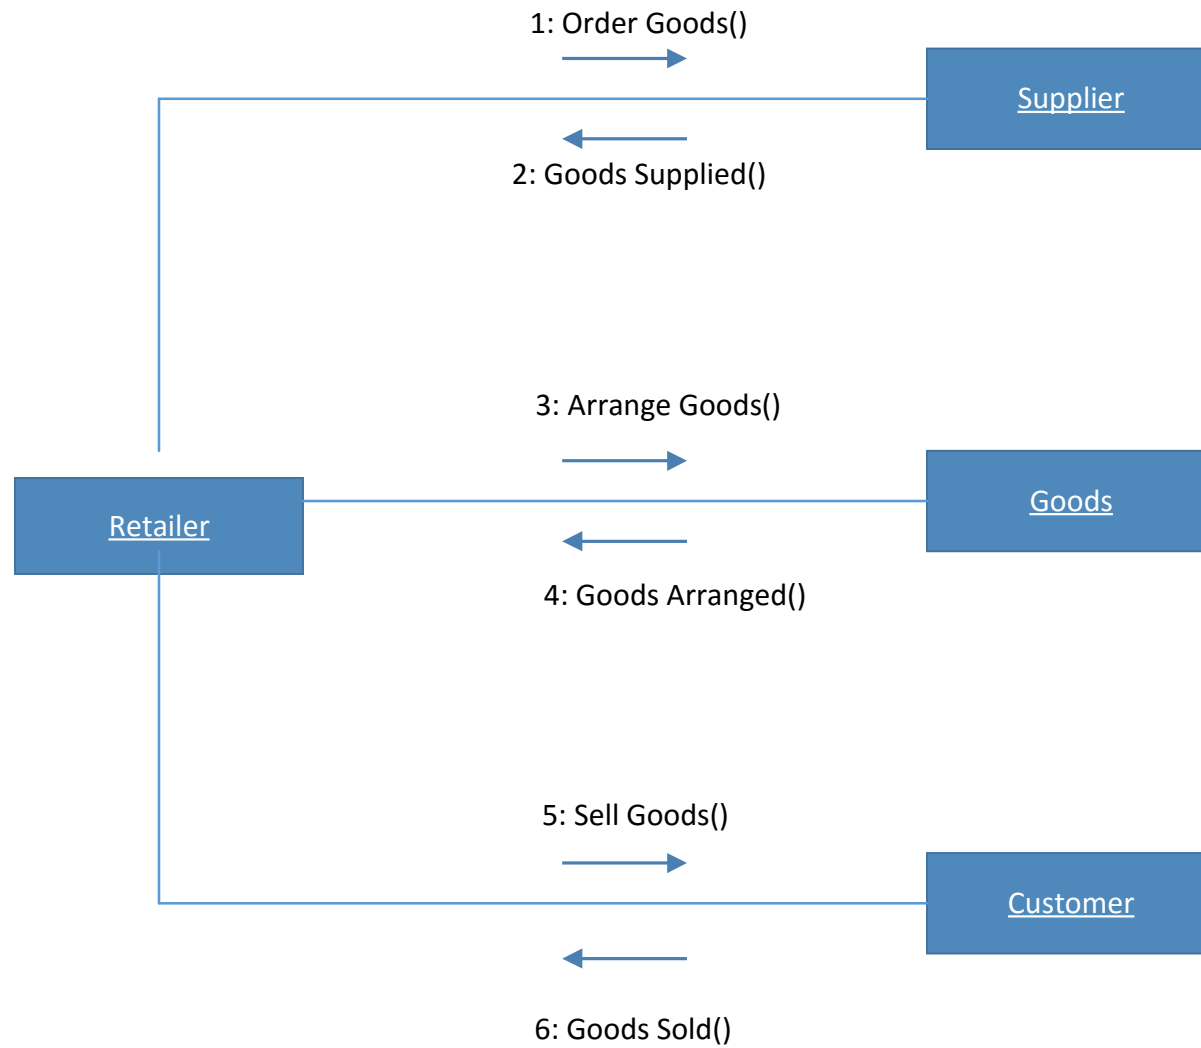 1: Order Goods()
Supplier
2: Goods Supplied()
3: Arrange Goods()
Goods
Retailer
4: Goods Arranged()
5: Sell Goods()
Customer
6: Goods Sold()